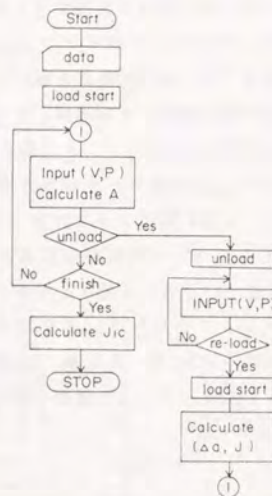 Start
data
load start
1
Input (V,P)
Calculate A
unload
Yes
No
finish
No
Yes
Calculate JIC
STOP
unload
INPUT(V,P)
No
re-load
Yes
load start
Calculate
(Δa, J)
1